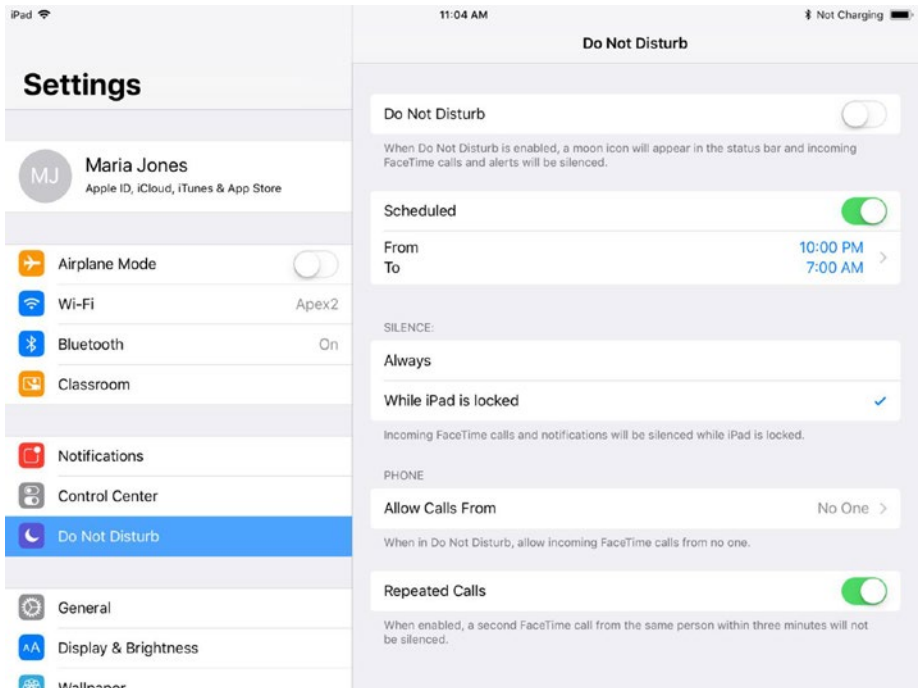 iPad
11:04 AM
Not Charging
Settings
Do Not Disturb
MJ
Maria Jones
Apple ID, iCloud, iTunes & App Store
Airplane Mode
Wi-Fi Apex2
Bluetooth On
Classroom
Notifications
Control Center
Do Not Disturb
General
AA Display & Brightness
Wallpaper
Do Not Disturb
When Do Not Disturb is enabled, a moon icon will appear in the status bar and incoming
FaceTime calls and alerts will be silenced.
Scheduled
From 10:00 PM
To 7:00 AM
SILENCE:
Always
While iPad is locked
Incoming FaceTime calls and notifications will be silenced while iPad is locked.
PHONE
Allow Calls From No One
When in Do Not Disturb, allow incoming FaceTime calls from no one.
Repeated Calls
When enabled, a second FaceTime call from the same person within three minutes will not
be silenced.